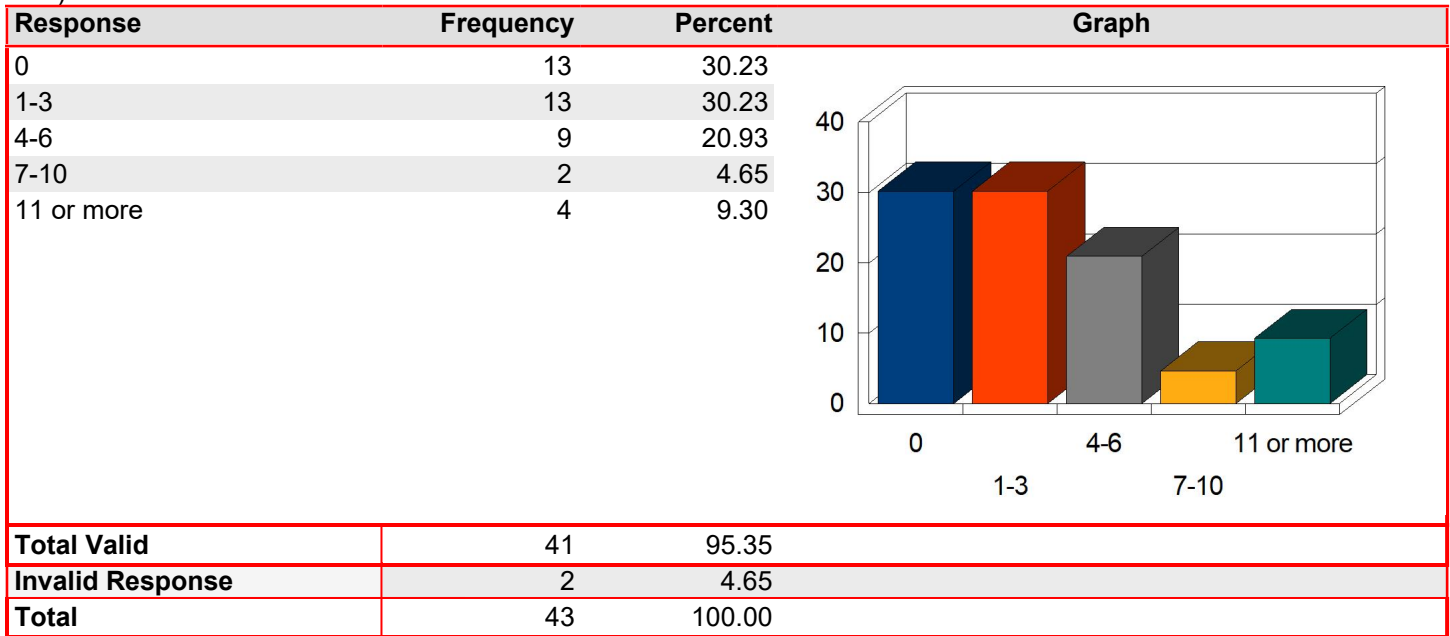 Response Frequency Percent Graph
0 13 30.23
1-3 13 30.23
4-6 9 20.93
7-10 2 4.65
11 or more 4 9.30
40
30
20
10
0
0 4-6 11 or more
1-3 7-10
Total Valid 41 95.35
Invalid Response 2 4.65
Total 43 100.00